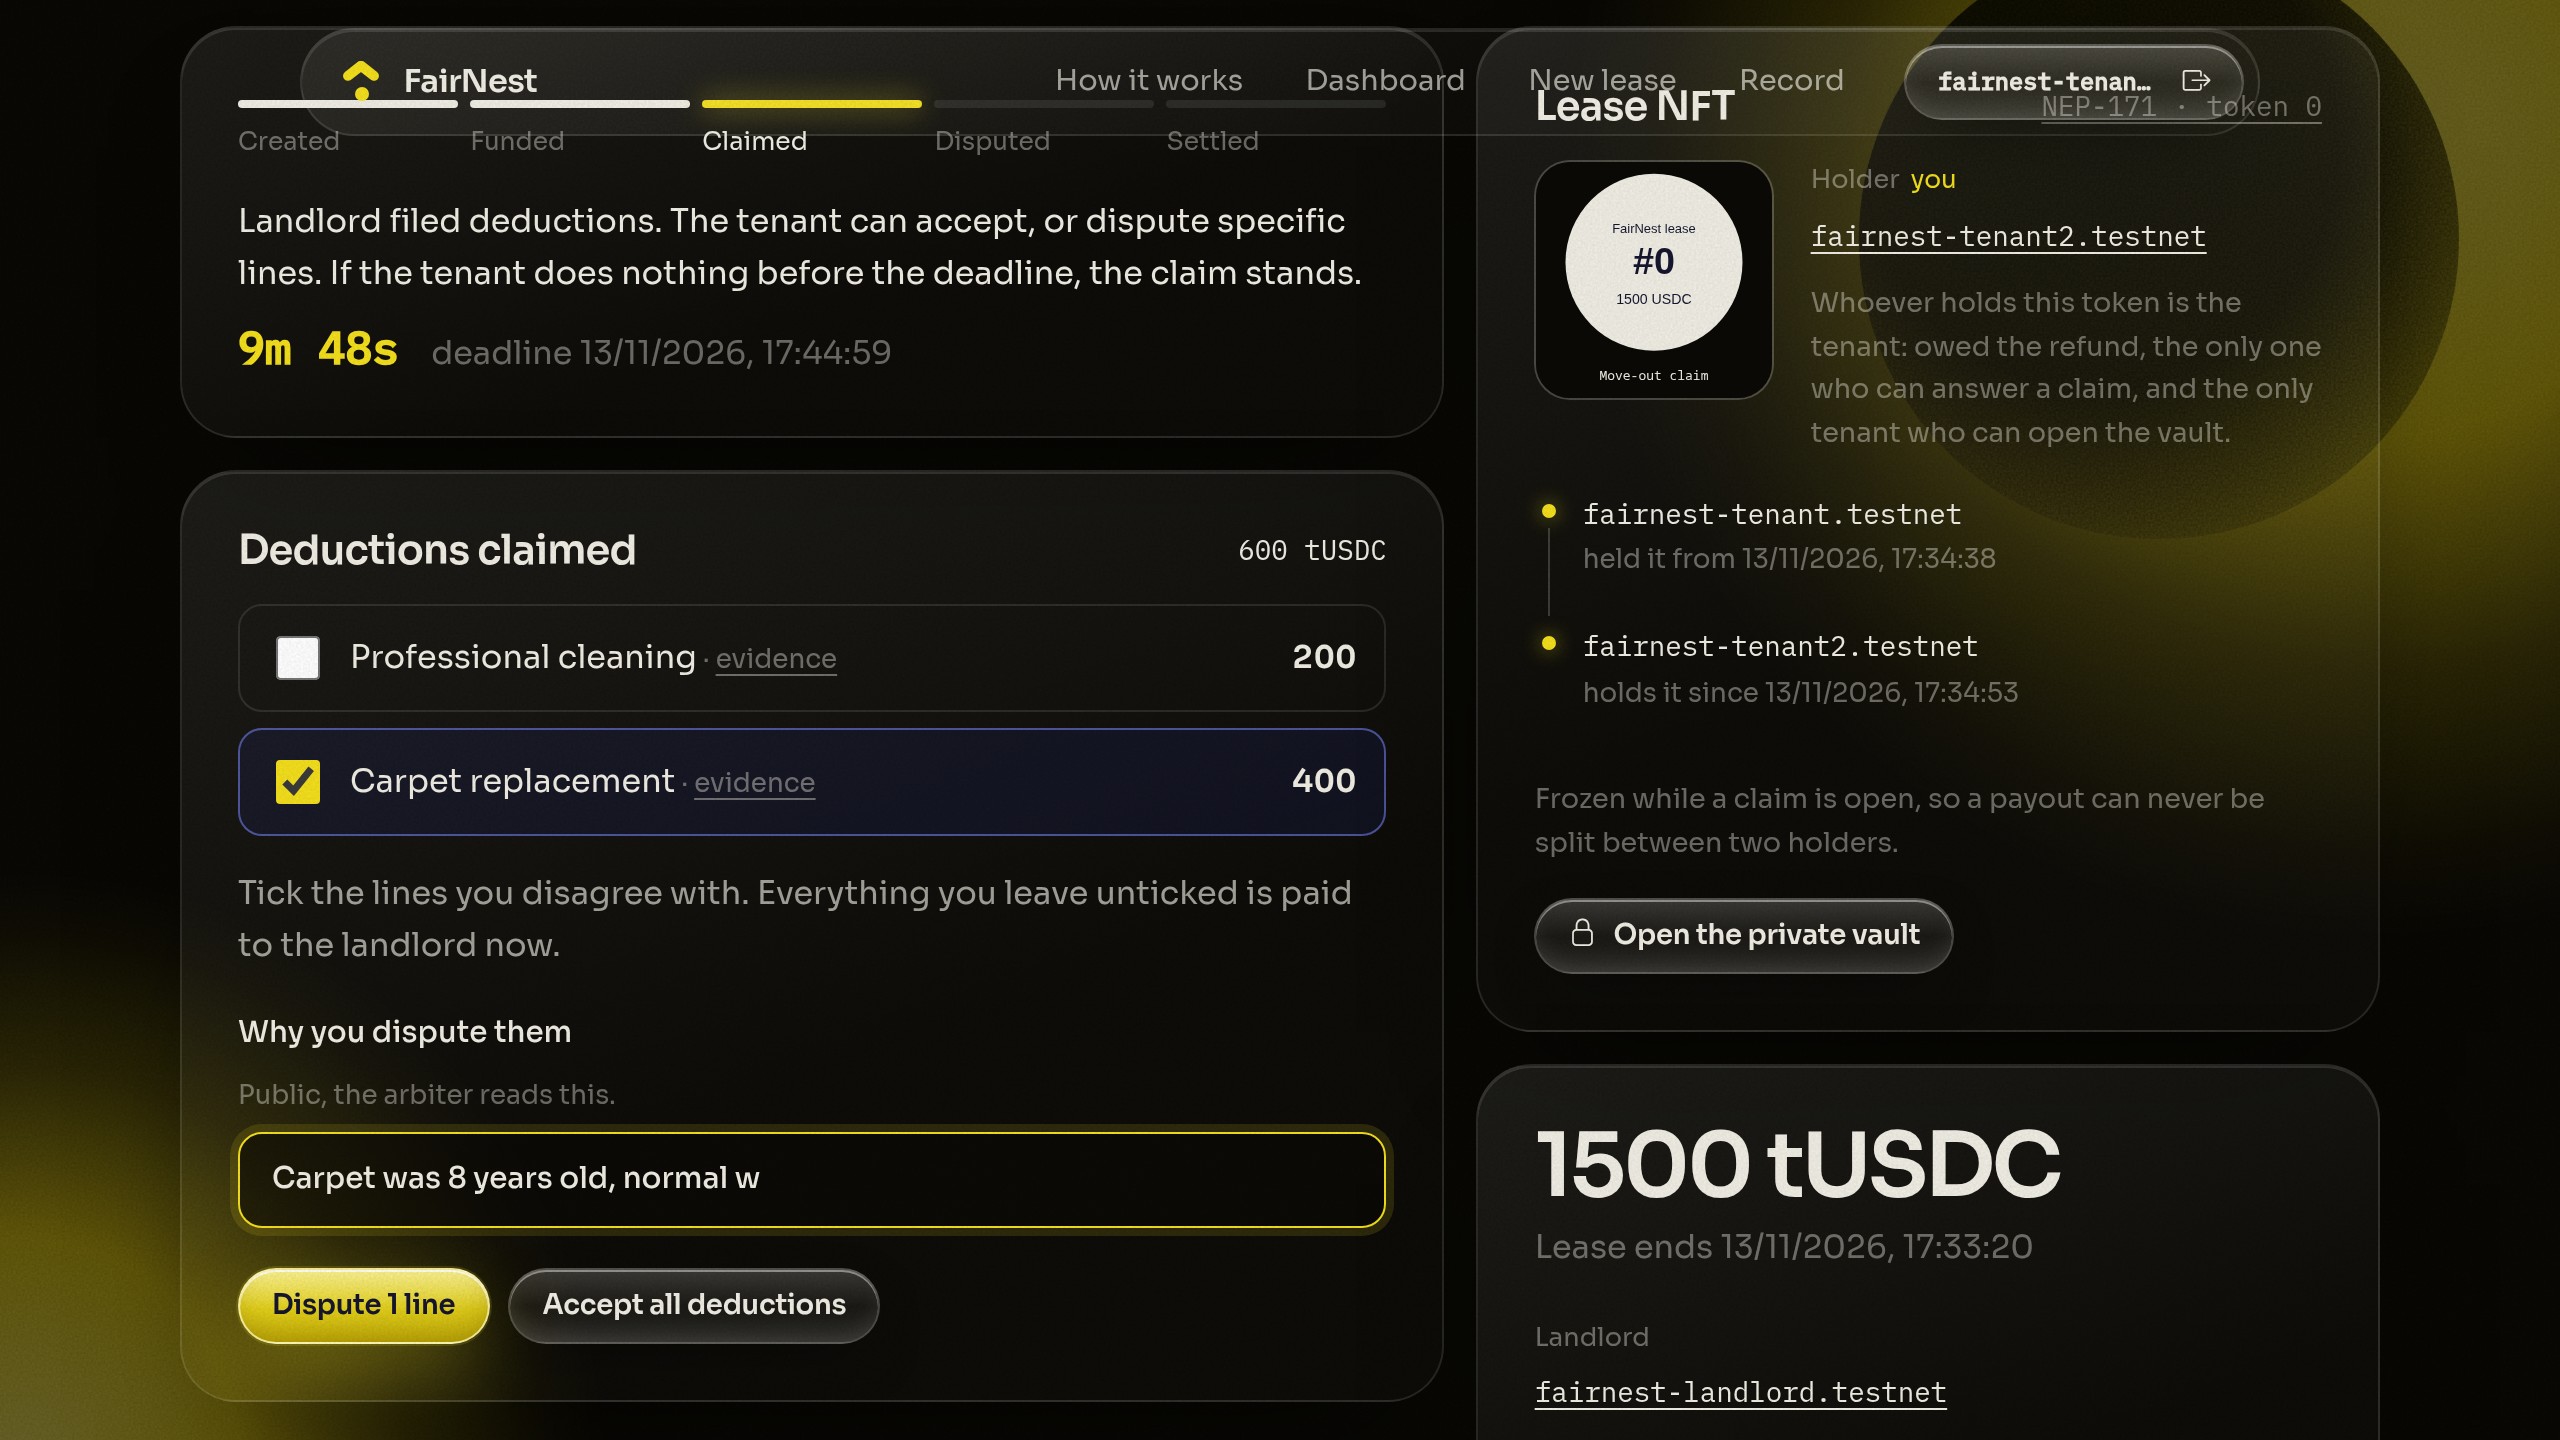 FairNest
How it works
Dashboard
New lease
Record
fairnest-tenan…
Created
Funded
Claimed
Disputed
Settled
Landlord filed deductions. The tenant can accept, or dispute specific
lines. If the tenant does nothing before the deadline, the claim stands.
9m 48s deadline 13/11/2026, 17:44:59
Deductions claimed
600 tUSDC
Professional cleaning · evidence 200
Carpet replacement · evidence 400
Tick the lines you disagree with. Everything you leave unticked is paid
to the landlord now.
Why you dispute them
Public, the arbiter reads this.
Carpet was 8 years old, normal w
Dispute 1 line
Accept all deductions
Lease NFT
NEP-171 · token 0
FairNest lease
#0
1500 USDC
Move-out claim
Holder you
fairnest-tenant2.testnet
Whoever holds this token is the
tenant: owed the refund, the only one
who can answer a claim, and the only
tenant who can open the vault.
fairnest-tenant.testnet
held it from 13/11/2026, 17:34:38
fairnest-tenant2.testnet
holds it since 13/11/2026, 17:34:53
Frozen while a claim is open, so a payout can never be
split between two holders.
Open the private vault
1500 tUSDC
Lease ends 13/11/2026, 17:33:20
Landlord
fairnest-landlord.testnet